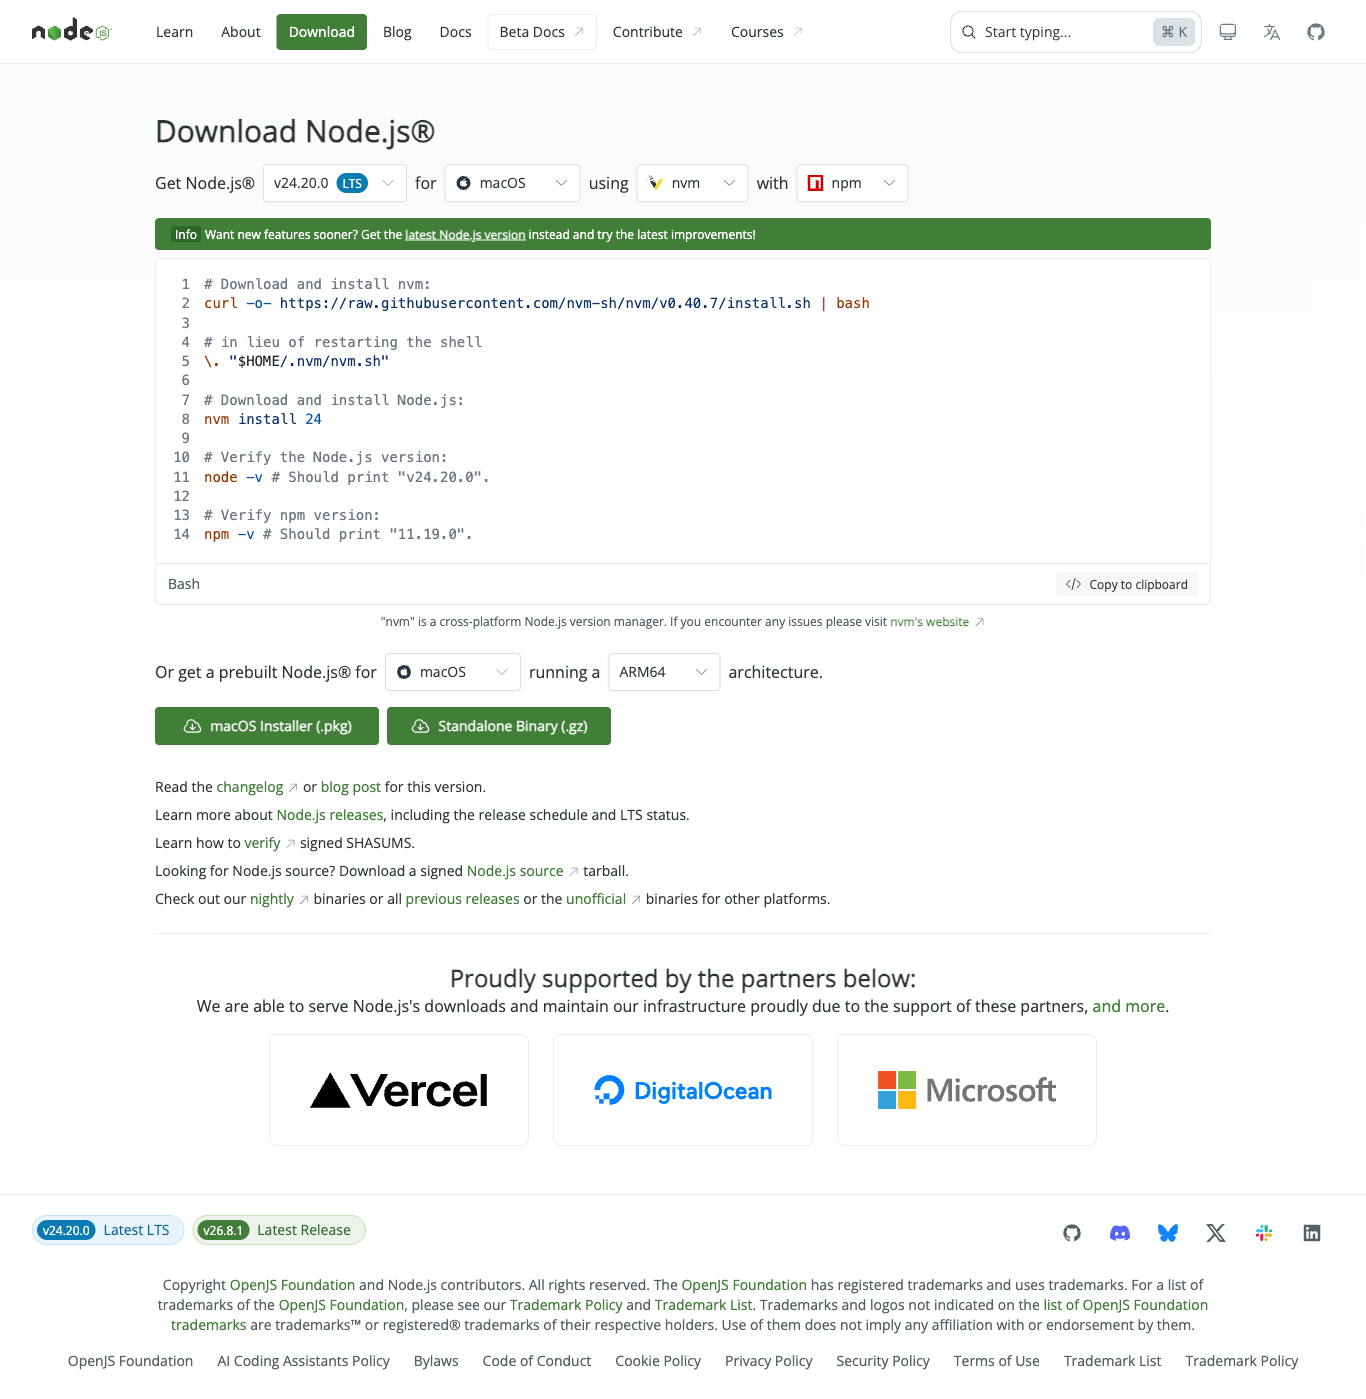 node JS
Learn About Download Blog Docs Beta Docs Contribute Courses Start typing... ⌘ K
Download Node.js®
Get Node.js® v24.20.0 LTS for macOS using nvm with npm
Info Want new features sooner? Get the latest Node.js version instead and try the latest improvements!
1 # Download and install nvm:
2 curl -o- https://raw.githubusercontent.com/nvm-sh/nvm/v0.40.7/install.sh | bash
3
4 # in lieu of restarting the shell
5 \. "$HOME/.nvm/nvm.sh"
6
7 # Download and install Node.js:
8 nvm install 24
9
10 # Verify the Node.js version:
11 node -v # Should print "v24.20.0".
12
13 # Verify npm version:
14 npm -v # Should print "11.19.0".
Bash </> Copy to clipboard
"nvm" is a cross-platform Node.js version manager. If you encounter any issues please visit nvm's website
Or get a prebuilt Node.js® for macOS running a ARM64 architecture.
macOS Installer (.pkg) Standalone Binary (.gz)
Read the changelog or blog post for this version.
Learn more about Node.js releases, including the release schedule and LTS status.
Learn how to verify signed SHASUMS.
Looking for Node.js source? Download a signed Node.js source tarball.
Check out our nightly binaries or all previous releases or the unofficial binaries for other platforms.
Proudly supported by the partners below:
We are able to serve Node.js's downloads and maintain our infrastructure proudly due to the support of these partners, and more.
Vercel DigitalOcean Microsoft
v24.20.0 Latest LTS v26.8.1 Latest Release
Copyright OpenJS Foundation and Node.js contributors. All rights reserved. The OpenJS Foundation has registered trademarks and uses trademarks. For a list of
trademarks of the OpenJS Foundation, please see our Trademark Policy and Trademark List. Trademarks and logos not indicated on the list of OpenJS Foundation
trademarks are trademarks™ or registered® trademarks of their respective holders. Use of them does not imply any affiliation with or endorsement by them.
OpenJS Foundation AI Coding Assistants Policy Bylaws Code of Conduct Cookie Policy Privacy Policy Security Policy Terms of Use Trademark List Trademark Policy